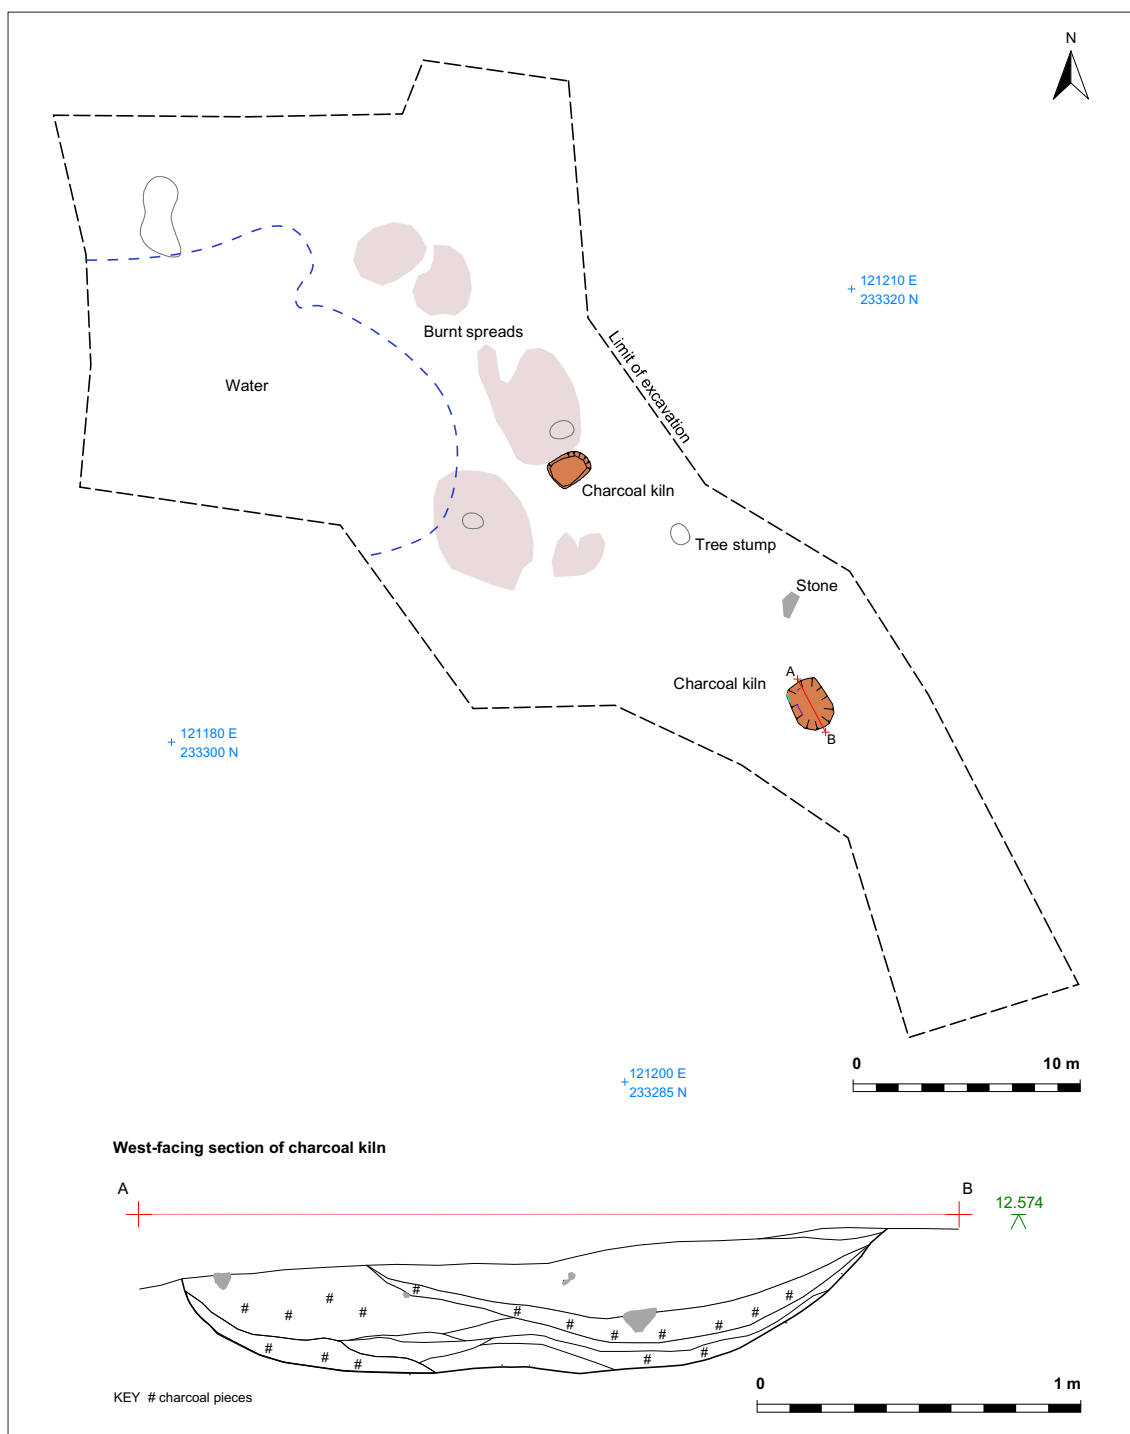 N
121210 E
233320 N
Burnt spreads
Limit of excavation
Water
Charcoal kiln
Tree stump
Stone
A
Charcoal kiln
B
121180 E
233300 N
0 10 m
121200 E
233285 N
West-facing section of charcoal kiln
A B
12.574
# # # # # # # # # # # # # # # # # #
0 1 m
KEY # charcoal pieces